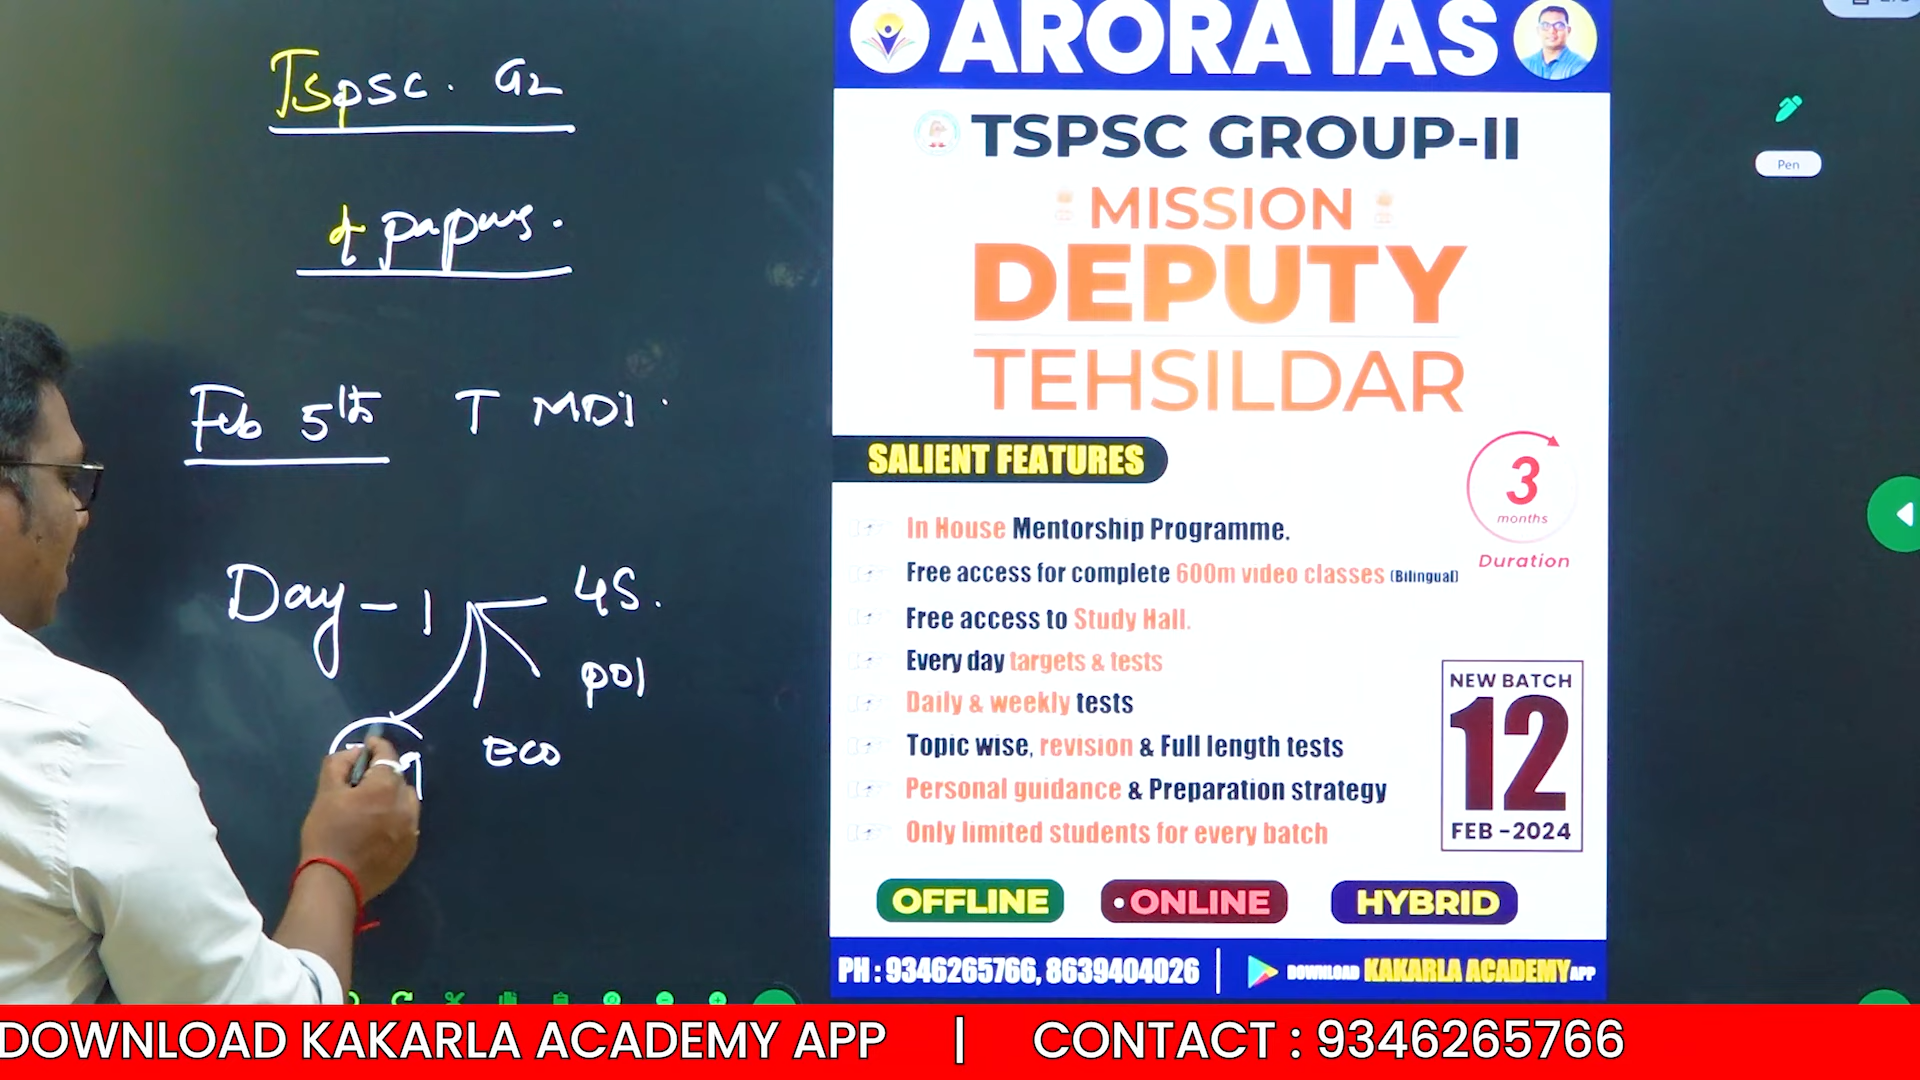 TSPSC. G2
papers.
Feb 5th T MDT
Day - 1 4S.
pol
eco
ARORA IAS
TSPSC GROUP-II
MISSION
DEPUTY
TEHSILDAR
SALIENT FEATURES
3
months
Duration
In House Mentorship Programme.
Free access for complete 600m video classes (Bilingual)
Free access to Study Hall.
Every day targets & tests
Daily & weekly tests
Topic wise, revision & Full length tests
Personal guidance & Preparation strategy
Only limited students for every batch
NEW BATCH
12
FEB -2024
OFFLINE
ONLINE
HYBRID
PH : 9346265766, 8639404026
DOWNLOAD KAKARLA ACADEMY APP
Pen
DOWNLOAD KAKARLA ACADEMY APP | CONTACT : 9346265766